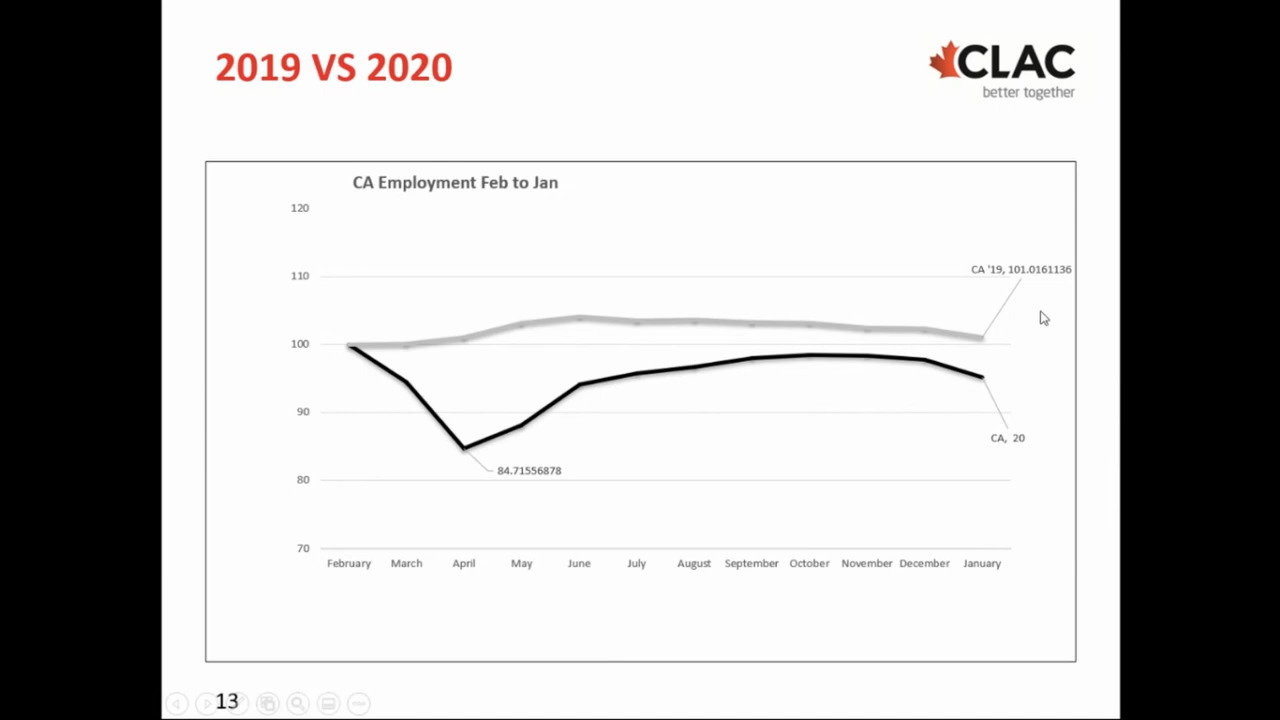 2019 VS 2020
CLAC
better together
CA Employment Feb to Jan
120
110
100
90
80
70
CA '19, 101.0161136
CA, 20
84.71556878
February March April May June July August September October November December January
13